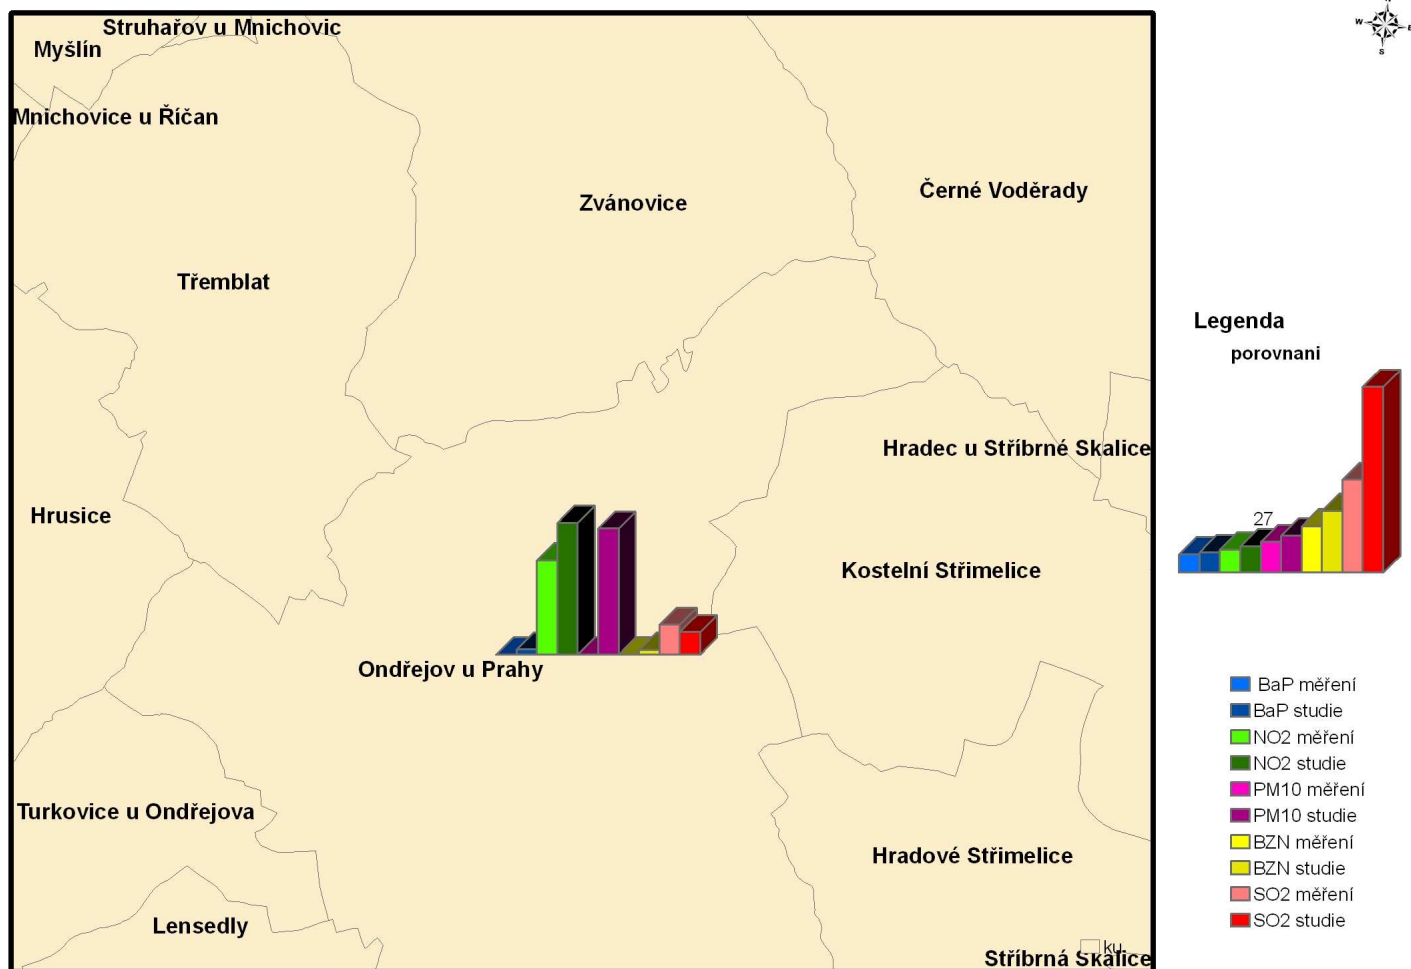 Struhařov u Mnichovic
Myšlín
Mnichovice u Říčan
Zvánovice
Černé Voděrady
Třemblat
Hradec u Stříbrné Skalice
Hrusice
Kostelní Střimelice
Ondřejov u Prahy
Turkovice u Ondřejova
Hradové Střimelice
Lensedly
Stříbrná Skalice
ku
W
E
S
Legenda
porovnani
27
BaP měření
BaP studie
NO2 měření
NO2 studie
PM10 měření
PM10 studie
BZN měření
BZN studie
SO2 měření
SO2 studie